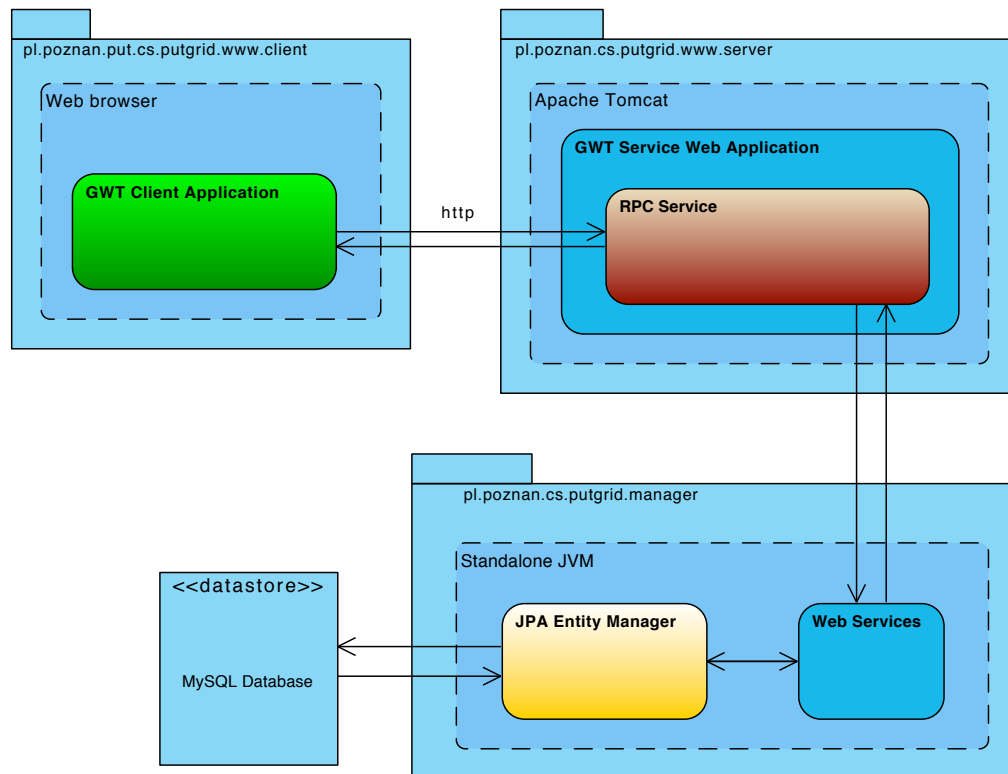 pl.poznan.put.cs.putgrid.www.client
Web browser
GWT Client Application
http
pl.poznan.cs.putgrid.www.server
Apache Tomcat
GWT Service Web Application
RPC Service
pl.poznan.cs.putgrid.manager
Standalone JVM
JPA Entity Manager
Web Services
<<datastore>>
MySQL Database